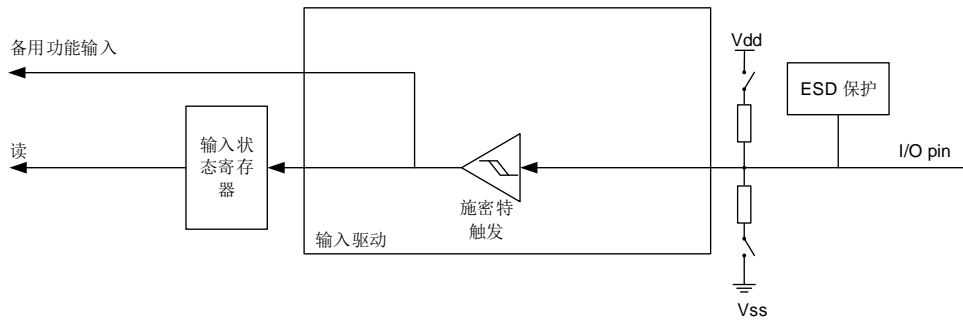 备用功能输入
Vdd
ESD 保护
读
输入状
态寄存
器
I/O pin
施密特
触发
输入驱动
Vss